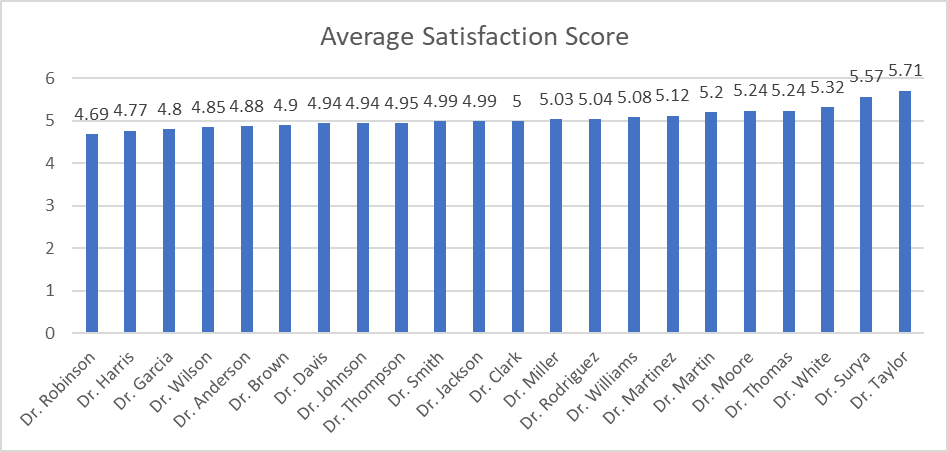 Average Satisfaction Score
6
5
4
3
2
1
0
4.69 4.77 4.8 4.85 4.88 4.9 4.94 4.94 4.95 4.99 4.99 5 5.03 5.04 5.08 5.12 5.2 5.24 5.24 5.32 5.57 5.71
Dr. Robinson
Dr. Harris
Dr. Garcia
Dr. Wilson
Dr. Anderson
Dr. Brown
Dr. Davis
Dr. Johnson
Dr. Thompson
Dr. Smith
Dr. Jackson
Dr. Clark
Dr. Miller
Dr. Rodriguez
Dr. Williams
Dr. Martinez
Dr. Martin
Dr. Moore
Dr. Thomas
Dr. White
Dr. Surya
Dr. Taylor